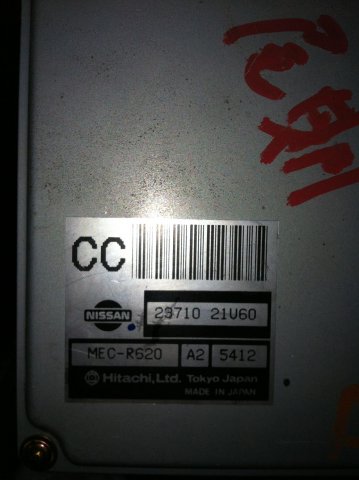 CC
NISSAN
23710 21U60
MEC-R620 A2 5412
Hitachi,Ltd. Tokyo Japan
MADE IN JAPAN